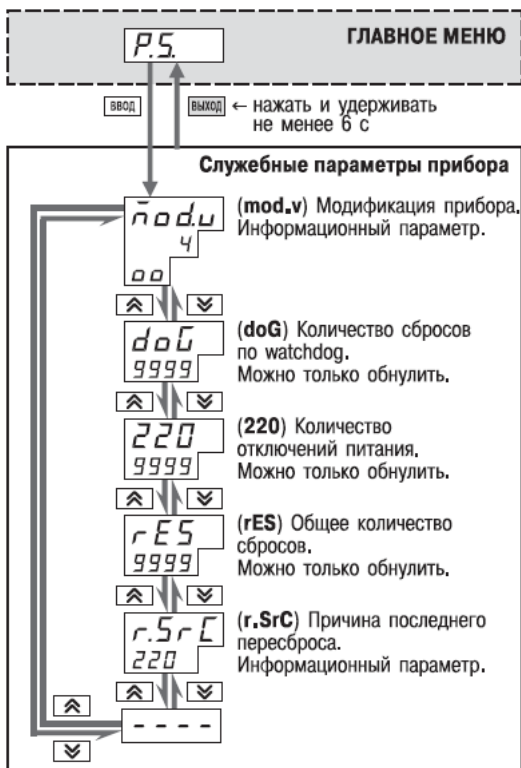 ГЛАВНОЕ МЕНЮ
P.S.
ВВОД
ВЫХОД ← нажать и удерживать
не менее 6 с
Служебные параметры прибора
mod.v
4
oo
(mod.v) Модификация прибора.
Информационный параметр.
doG
9999
(doG) Количество сбросов
по watchdog.
Можно только обнулить.
220
9999
(220) Количество
отключений питания.
Можно только обнулить.
rES
9999
(rES) Общее количество
сбросов.
Можно только обнулить.
r.SrC
220
(r.SrC) Причина последнего
пересброса.
Информационный параметр.
- - - -